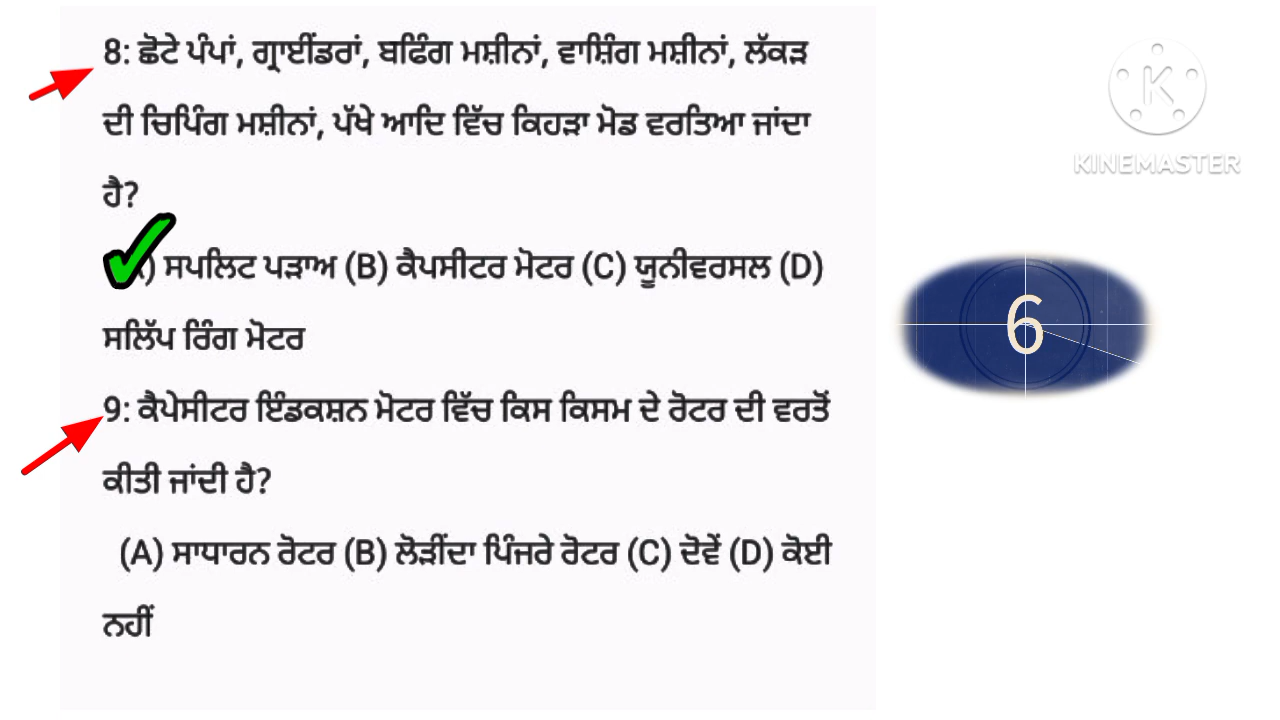 8: ਛੋਟੇ ਪੰਪਾਂ, ਗ੍ਰਾਈਂਡਰਾਂ, ਬਫਿੰਗ ਮਸ਼ੀਨਾਂ, ਵਾਸ਼ਿੰਗ ਮਸ਼ੀਨਾਂ, ਲੱਕੜ
ਦੀ ਚਿਪਿੰਗ ਮਸ਼ੀਨਾਂ, ਪੱਖੇ ਆਦਿ ਵਿੱਚ ਕਿਹੜਾ ਮੋਡ ਵਰਤਿਆ ਜਾਂਦਾ
ਹੈ?
) ਸਪਲਿਟ ਪੜਾਅ (B) ਕੈਪਸੀਟਰ ਮੋਟਰ (C) ਯੂਨੀਵਰਸਲ (D)
ਸਲਿੱਪ ਰਿੰਗ ਮੋਟਰ
9: ਕੈਪੇਸੀਟਰ ਇੰਡਕਸ਼ਨ ਮੋਟਰ ਵਿੱਚ ਕਿਸ ਕਿਸਮ ਦੇ ਰੋਟਰ ਦੀ ਵਰਤੋਂ
ਕੀਤੀ ਜਾਂਦੀ ਹੈ?
(A) ਸਾਧਾਰਨ ਰੋਟਰ (B) ਲੋੜੀਂਦਾ ਪਿੰਜਰੇ ਰੋਟਰ (C) ਦੋਵੇਂ (D) ਕੋਈ
ਨਹੀਂ
K
KINEMASTER
6